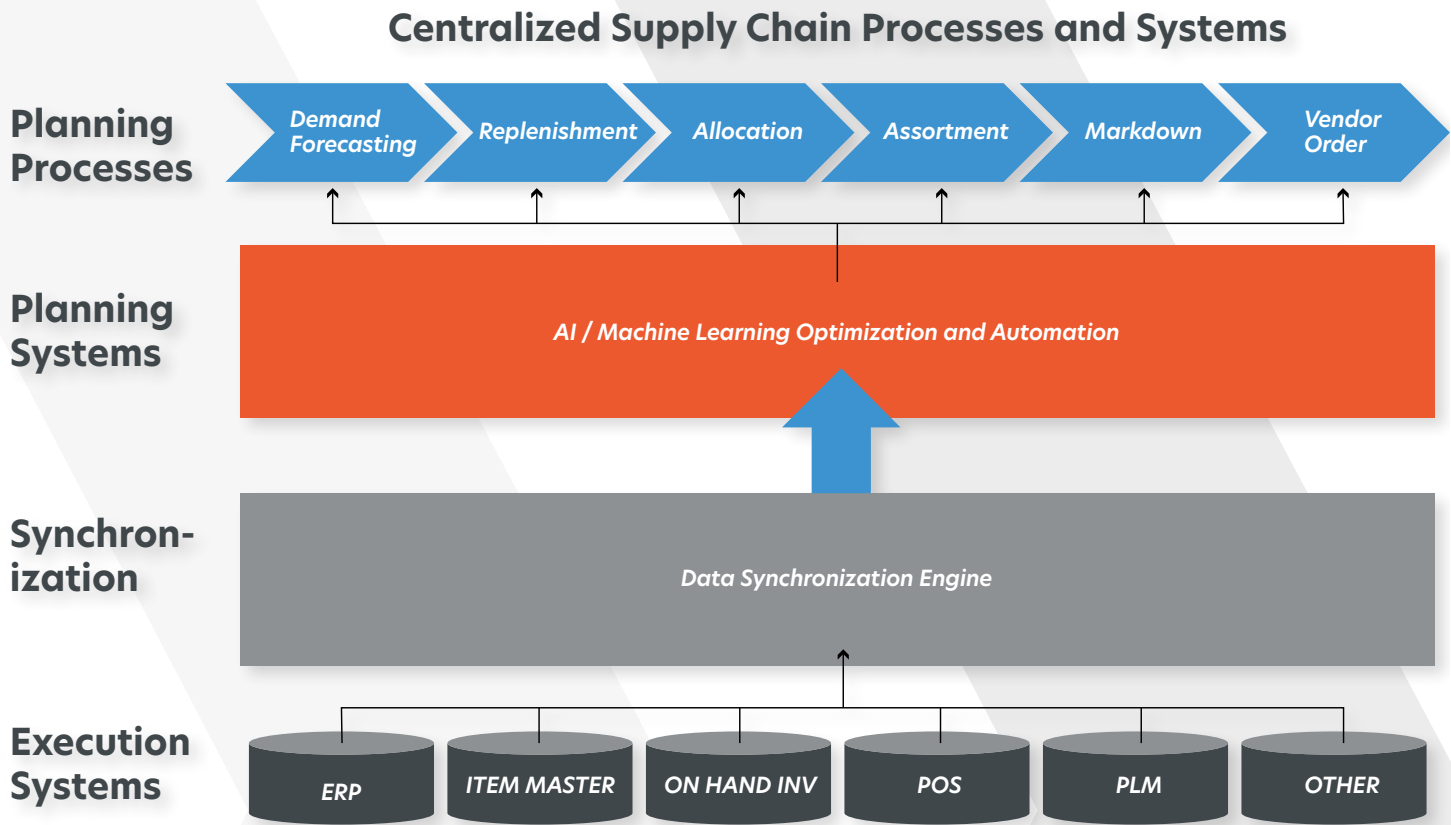 Centralized Supply Chain Processes and Systems
Planning
Processes
Demand
Forecasting
Replenishment
Allocation
Assortment
Markdown
Vendor
Order
Planning
Systems
AI / Machine Learning Optimization and Automation
Synchron-
ization
Data Synchronization Engine
Execution
Systems
ERP
ITEM MASTER
ON HAND INV
POS
PLM
OTHER